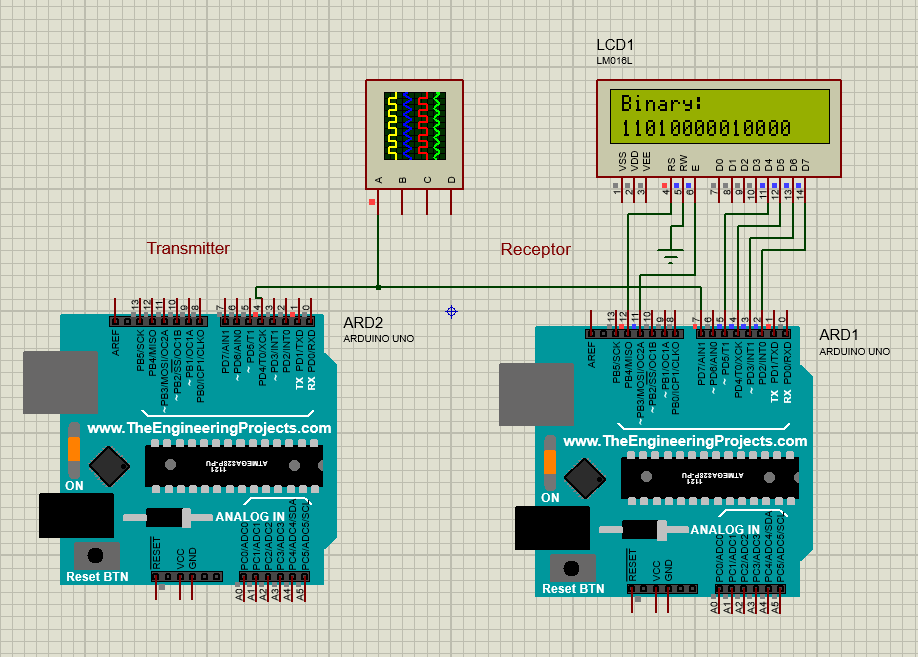 LCD1
LM016L
Binary:
11010000010000
VSS VDD VEE RS RW E D0 D1 D2 D3 D4 D5 D6 D7
1 2 3 4 5 6 7 8 9 10 11 12 13 14
A B C D
Transmitter
Receptor
ARD2
ARDUINO UNO
13 12 11 10 9 8 7 6 5 4 3 2 1 0
AREF
PB5/SCK
PB4/MISO
~PB3/MOSI/OC2A
~PB2/SS/OC1B
~PB1/OC1A
PB0/ICP1/CLKO
PD7/AIN1
~PD6/AIN0
~PD5/T1
PD4/T0/XCK
~PD3/INT1
PD2/INT0
PD1/TXD
PD0/RXD
TX
RX
www.TheEngineeringProjects.com
ATMEGA328P-PU
1121
ON
ANALOG IN
RESET
VCC
GND
PC0/ADC0
PC1/ADC1
PC2/ADC2
PC3/ADC3
PC4/ADC4/SDA
PC5/ADC5/SCL
Reset BTN
A0 A1 A2 A3 A4 A5
ARD1
ARDUINO UNO
13 12 11 10 9 8 7 6 5 4 3 2 1 0
AREF
PB5/SCK
PB4/MISO
~PB3/MOSI/OC2A
~PB2/SS/OC1B
~PB1/OC1A
PB0/ICP1/CLKO
PD7/AIN1
~PD6/AIN0
~PD5/T1
PD4/T0/XCK
~PD3/INT1
PD2/INT0
PD1/TXD
PD0/RXD
TX
RX
www.TheEngineeringProjects.com
ATMEGA328P-PU
1121
ON
ANALOG IN
RESET
VCC
GND
PC0/ADC0
PC1/ADC1
PC2/ADC2
PC3/ADC3
PC4/ADC4/SDA
PC5/ADC5/SCL
Reset BTN
A0 A1 A2 A3 A4 A5